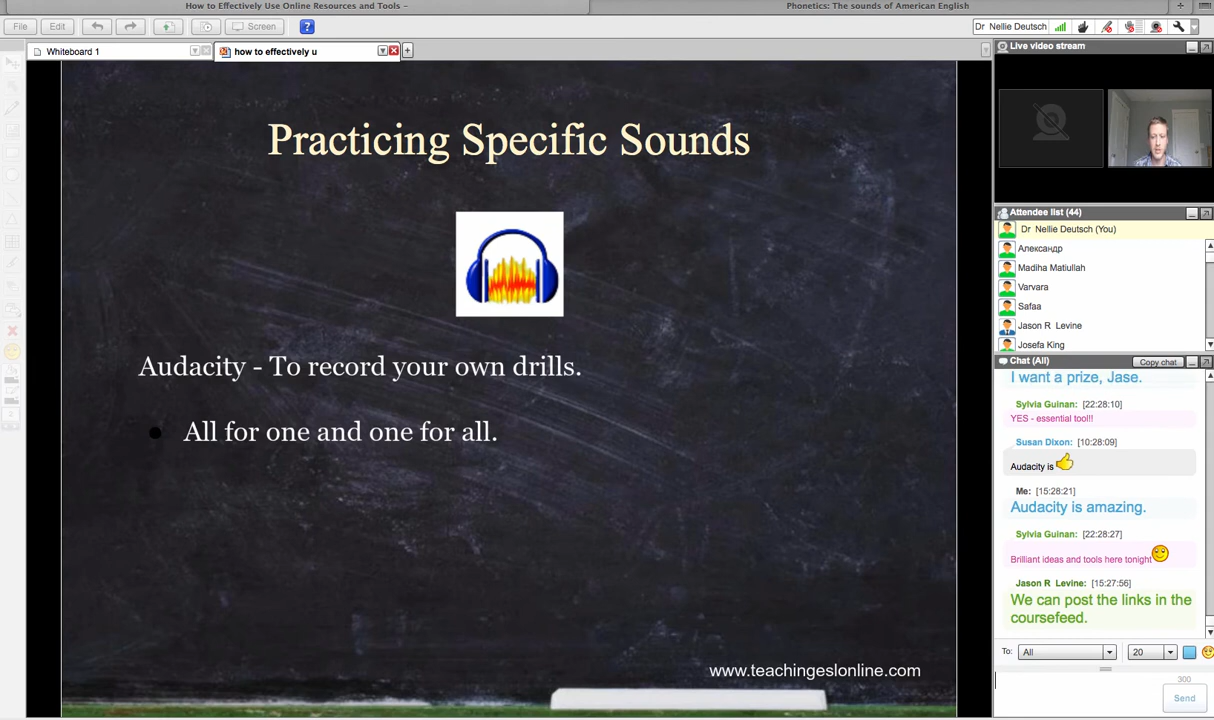 How to Effectively Use Online Resources and Tools –
Phonetics: The sounds of American English
File
Edit
Screen
?
Dr Nellie Deutsch
Whiteboard 1
how to effectively u
Practicing Specific Sounds
Audacity - To record your own drills.
All for one and one for all.
www.teachingeslonline.com
Live video stream
Attendee list (44)
Dr Nellie Deutsch (You)
Александр
Madiha Matiullah
Varvara
Safaa
Jason R Levine
Josefa King
Chat (All)
Copy chat
I want a prize, Jase.
Sylvia Guinan: [22:28:10]
YES - essential tool!!
Susan Dixon: [10:28:09]
Audacity is
Me: [15:28:21]
Audacity is amazing.
Sylvia Guinan: [22:28:27]
Brilliant ideas and tools here tonight
Jason R Levine: [15:27:56]
We can post the links in the
coursefeed.
To: All 20
300
Send